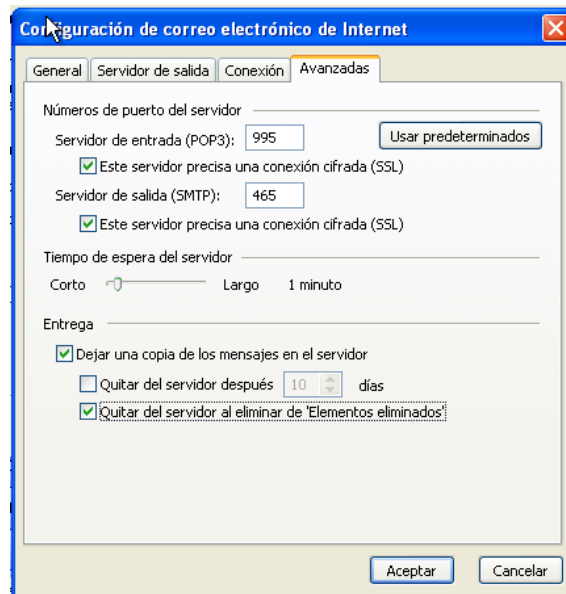 Configuración de correo electrónico de Internet
General Servidor de salida Conexión Avanzadas
Números de puerto del servidor
Servidor de entrada (POP3): 995 Usar predeterminados
Este servidor precisa una conexión cifrada (SSL)
Servidor de salida (SMTP): 465
Este servidor precisa una conexión cifrada (SSL)
Tiempo de espera del servidor
Corto Largo 1 minuto
Entrega
Dejar una copia de los mensajes en el servidor
Quitar del servidor después 10 días
Quitar del servidor al eliminar de 'Elementos eliminados'
Aceptar Cancelar